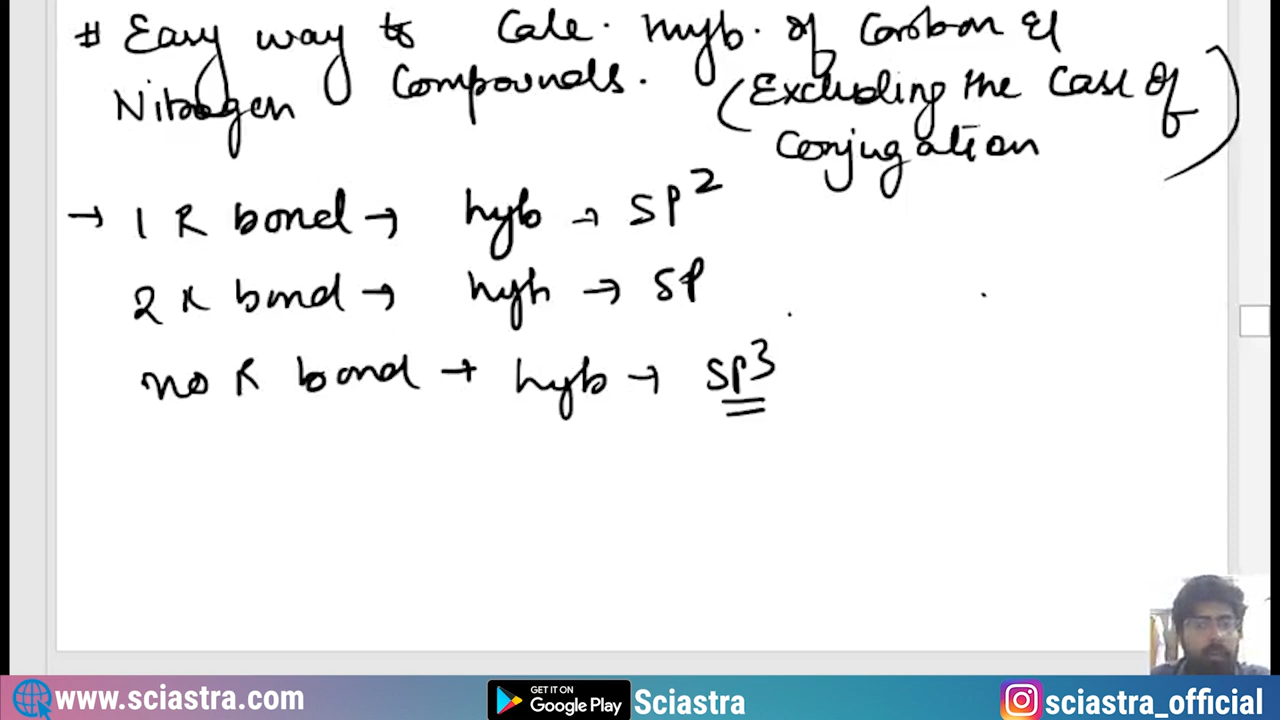 # Easy way to Calc. hyb. of Carbon &
Nitrogen Compounds. (Excluding the case of
Conjugation)
→ 1 π bond → hyb → SP²
2 π bond → hyb → SP
no π bond → hyb → SP³
www.sciastra.com
GET IT ON
Google Play
Sciastra
sciastra_official